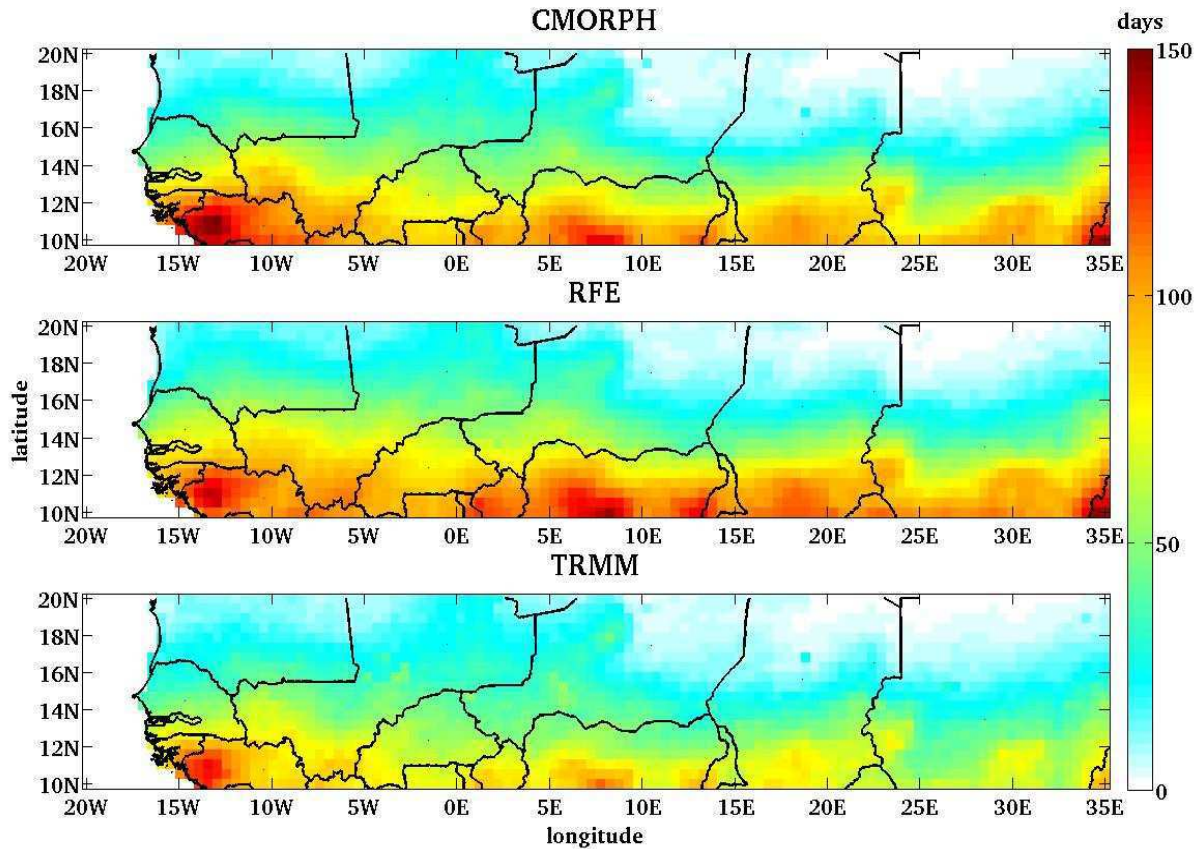 CMORPH
days
20N
18N
16N
14N
12N
10N
20W 15W 10W 5W 0E 5E 10E 15E 20E 25E 30E 35E
RFE
20N
18N
16N
14N
12N
10N
20W 15W 10W 5W 0E 5E 10E 15E 20E 25E 30E 35E
latitude
TRMM
20N
18N
16N
14N
12N
10N
20W 15W 10W 5W 0E 5E 10E 15E 20E 25E 30E 35E
longitude
150
100
50
0